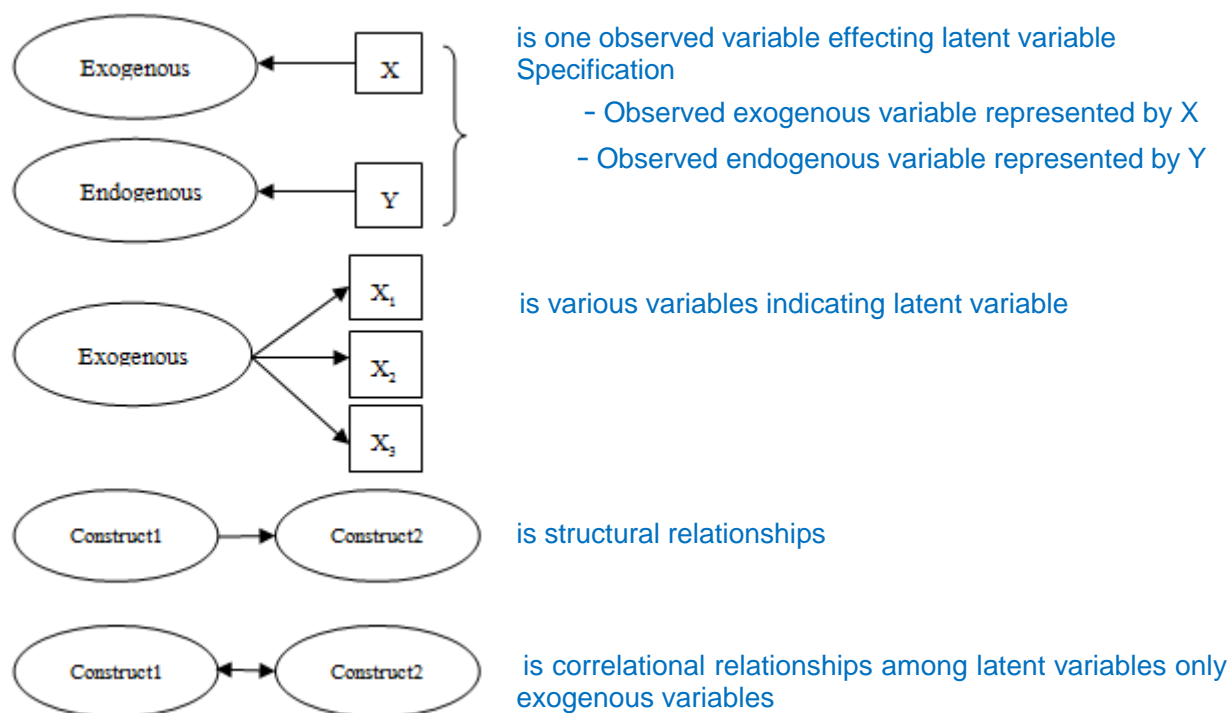 Exogenous
X
is one observed variable effecting latent variable
Specification
- Observed exogenous variable represented by X
- Observed endogenous variable represented by Y
Endogenous
Y
Exogenous
X₁
X₂
X₃
is various variables indicating latent variable
Construct1
Construct2
is structural relationships
Construct1
Construct2
is correlational relationships among latent variables only
exogenous variables